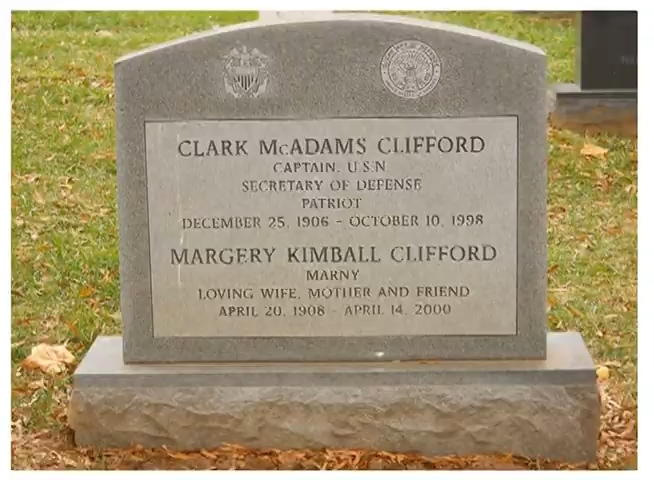 CLARK McADAMS CLIFFORD
CAPTAIN, U.S.N
SECRETARY OF DEFENSE
PATRIOT
DECEMBER 25, 1906 - OCTOBER 10, 1998
MARGERY KIMBALL CLIFFORD
MARNY
LOVING WIFE, MOTHER AND FRIEND
APRIL 20, 1908 - APRIL 14, 2000